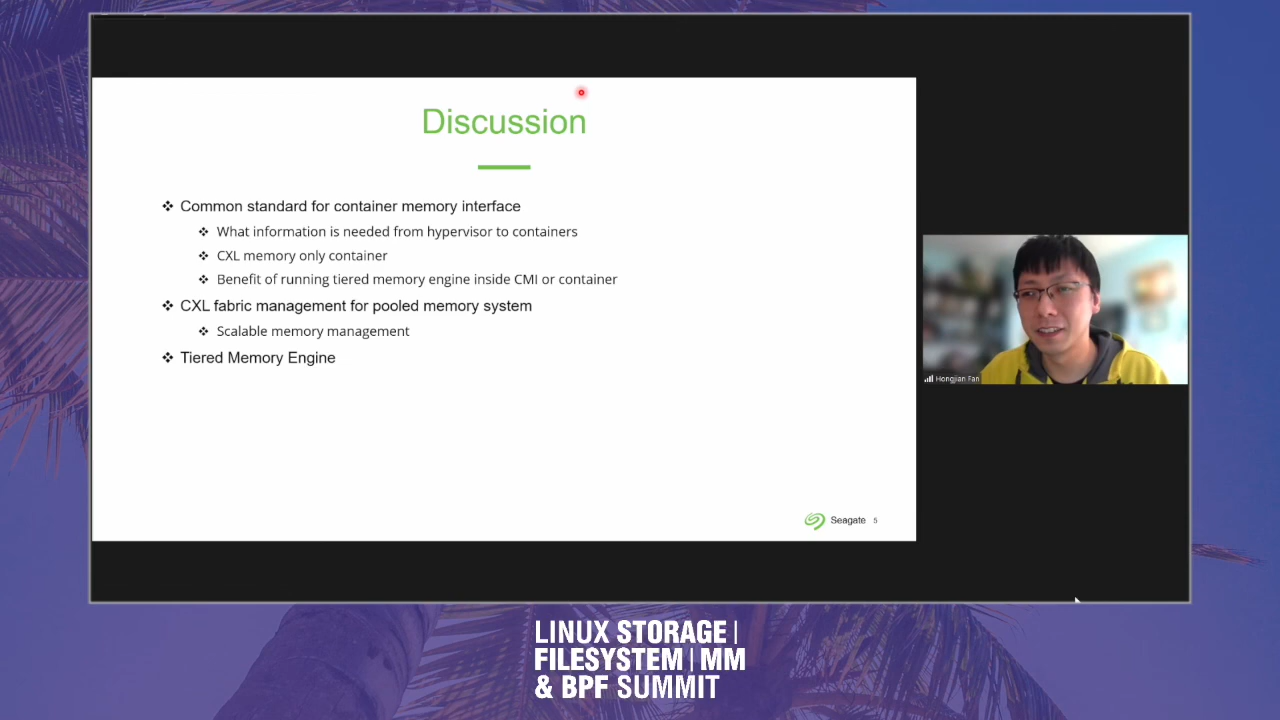 Discussion
❖ Common standard for container memory interface
❖ What information is needed from hypervisor to containers
❖ CXL memory only container
❖ Benefit of running tiered memory engine inside CMI or container
❖ CXL fabric management for pooled memory system
❖ Scalable memory management
❖ Tiered Memory Engine
Seagate 5
Hongjian Fan
LINUX STORAGE |
FILESYSTEM | MM
& BPF SUMMIT